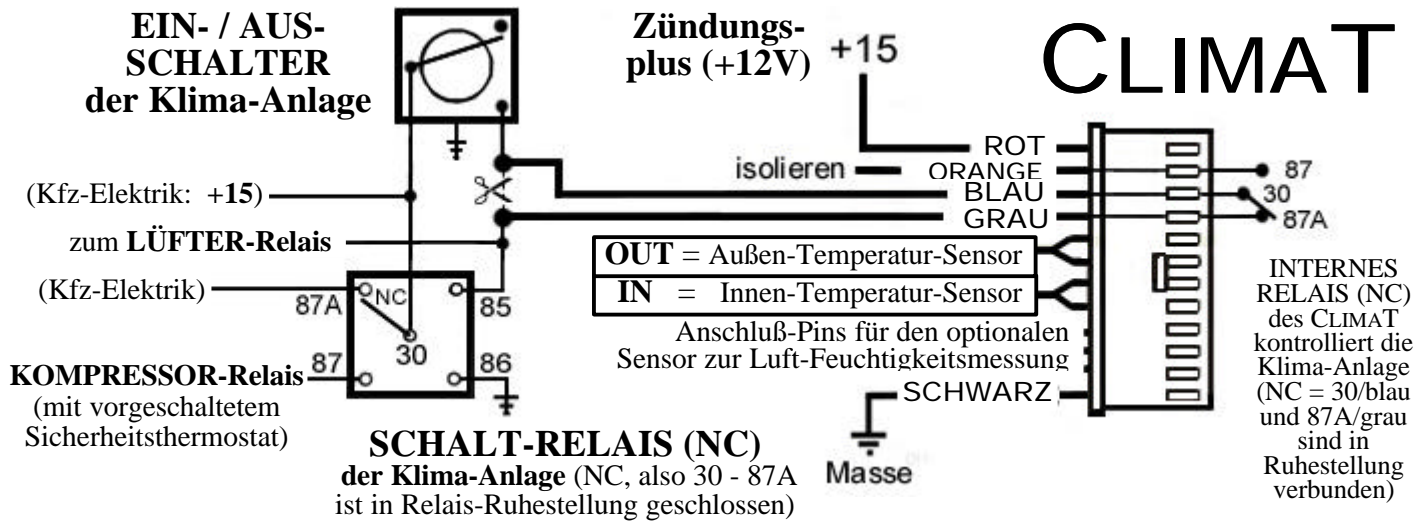 EIN- / AUS-
SCHALTER
der Klima-Anlage
Zündungs-
plus (+12V)
+15
CLIMAT
ROT
isolieren
ORANGE
BLAU
GRAU
87
30
87A
(Kfz-Elektrik: +15)
zum LÜFTER-Relais
(Kfz-Elektrik)
87A
NC
85
30
87
86
KOMPRESSOR-Relais
(mit vorgeschaltetem
Sicherheitsthermostat)
OUT = Außen-Temperatur-Sensor
IN = Innen-Temperatur-Sensor
Anschluß-Pins für den optionalen
Sensor zur Luft-Feuchtigkeitsmessung
SCHWARZ
Masse
SCHALT-RELAIS (NC)
der Klima-Anlage (NC, also 30 - 87A
ist in Relais-Ruhestellung geschlossen)
INTERNES
RELAIS (NC)
des CLIMAT
kontrolliert die
Klima-Anlage
(NC = 30/blau
und 87A/grau
sind in
Ruhestellung
verbunden)